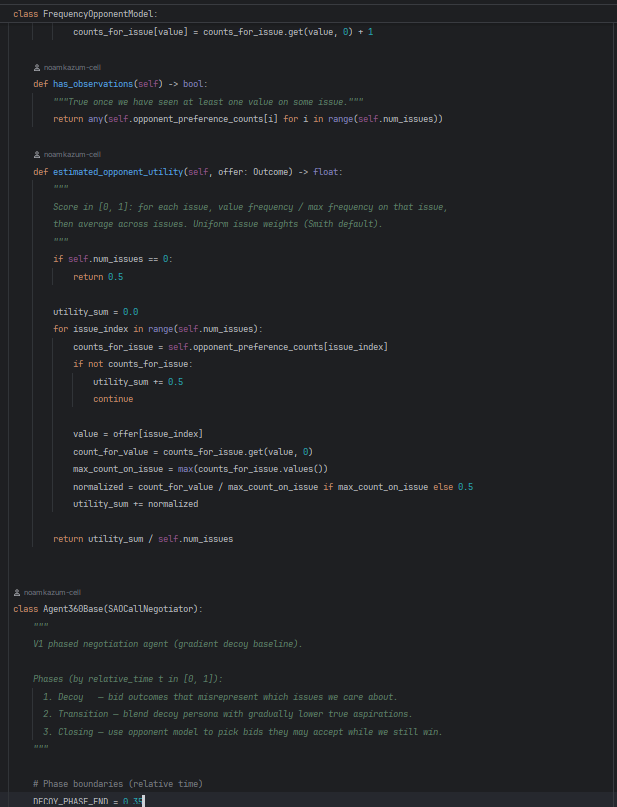 class FrequencyOpponentModel:
counts_for_issue[value] = counts_for_issue.get(value, 0) + 1
noamkazum-cell
def has_observations(self) -> bool:
"""True once we have seen at least one value on some issue."""
return any(self.opponent_preference_counts[i] for i in range(self.num_issues))
noamkazum-cell
def estimated_opponent_utility(self, offer: Outcome) -> float:
"""
Score in [0, 1]: for each issue, value frequency / max frequency on that issue,
then average across issues. Uniform issue weights (Smith default).
"""
if self.num_issues == 0:
return 0.5
utility_sum = 0.0
for issue_index in range(self.num_issues):
counts_for_issue = self.opponent_preference_counts[issue_index]
if not counts_for_issue:
utility_sum += 0.5
continue
value = offer[issue_index]
count_for_value = counts_for_issue.get(value, 0)
max_count_on_issue = max(counts_for_issue.values())
normalized = count_for_value / max_count_on_issue if max_count_on_issue else 0.5
utility_sum += normalized
return utility_sum / self.num_issues
noamkazum-cell
class Agent360Base(SAOCallNegotiator):
"""
V1 phased negotiation agent (gradient decoy baseline).
Phases (by relative_time t in [0, 1]):
1. Decoy — bid outcomes that misrepresent which issues we care about.
2. Transition — blend decoy persona with gradually lower true aspirations.
3. Closing — use opponent model to pick bids they may accept while we still win.
"""
# Phase boundaries (relative time)
DECOY_PHASE_END = 0.35